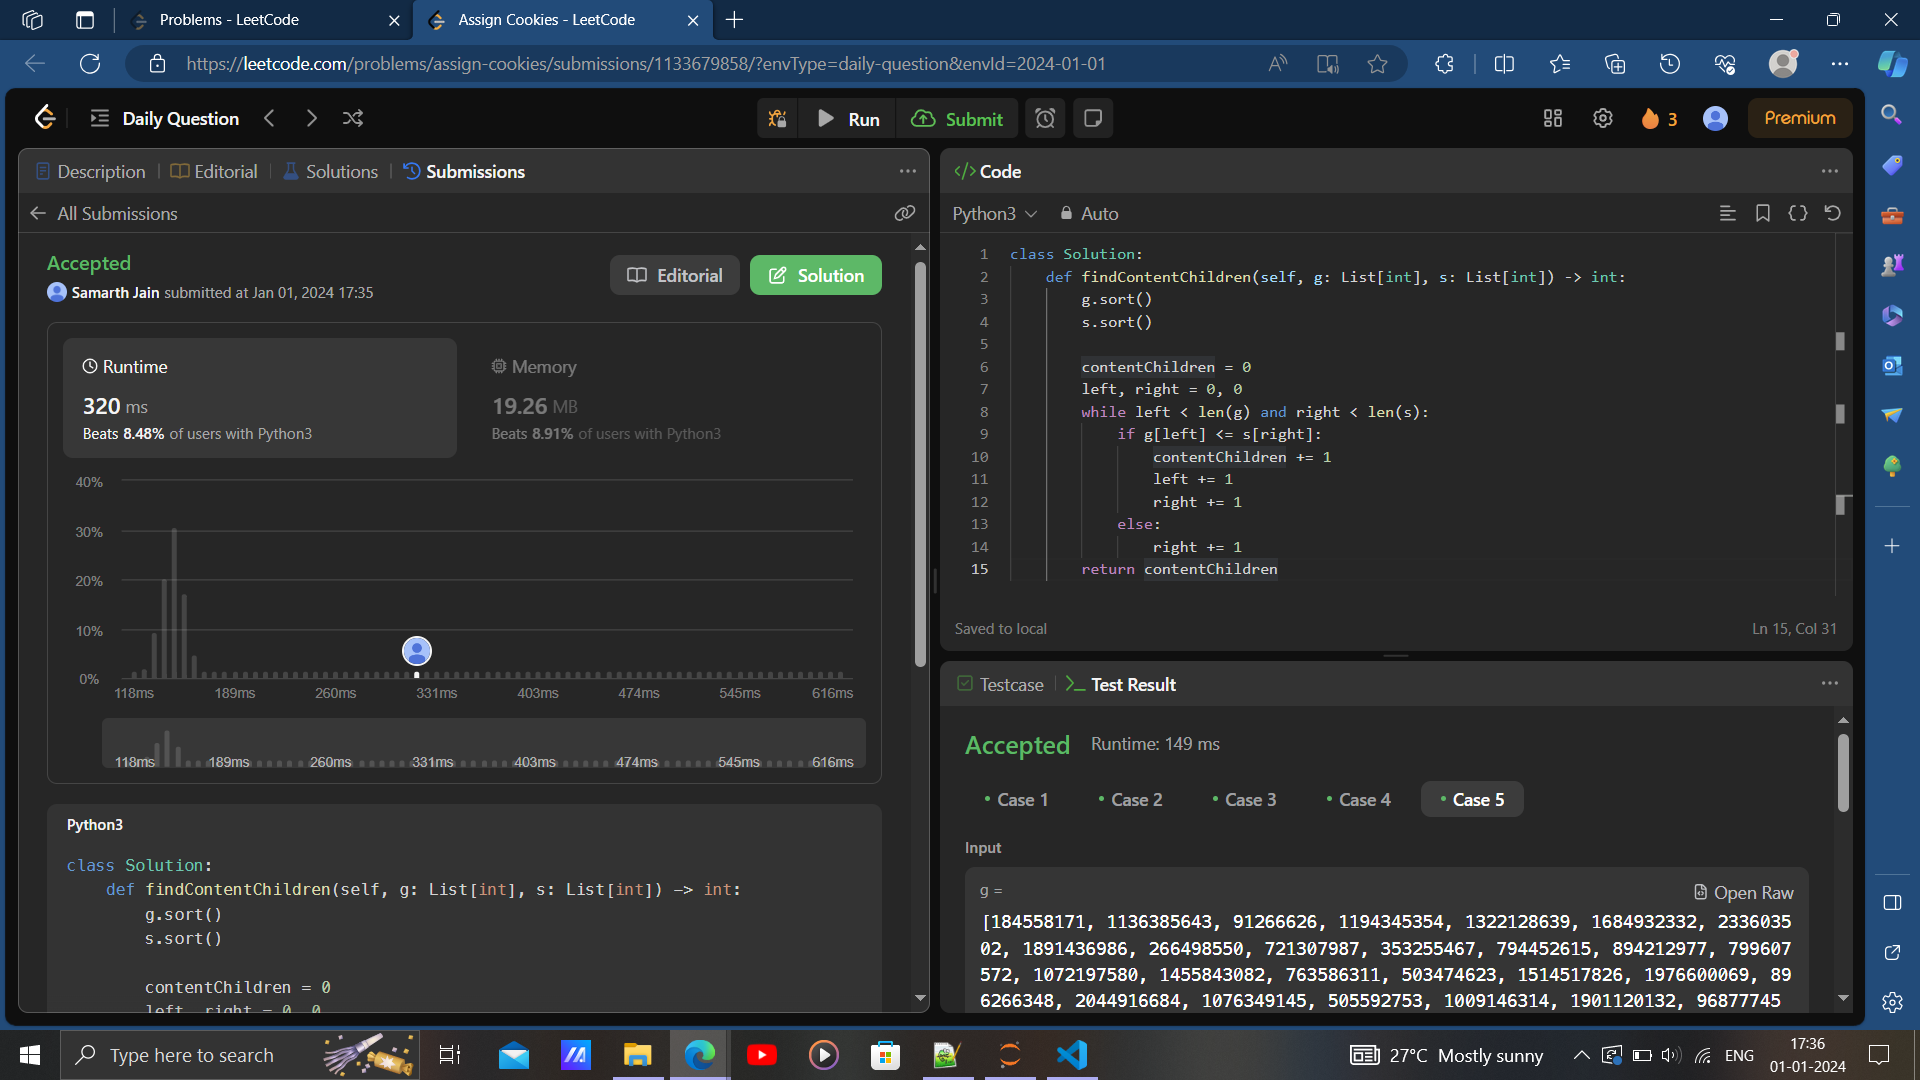 Problems - LeetCode
Assign Cookies - LeetCode
https://leetcode.com/problems/assign-cookies/submissions/1133679858/?envType=daily-question&envId=2024-01-01
Daily Question
Run
Submit
3
Premium
Description
Editorial
Solutions
Submissions
All Submissions
Accepted
Samarth Jain submitted at Jan 01, 2024 17:35
Editorial
Solution
Runtime
320 ms
Beats 8.48% of users with Python3
Memory
19.26 MB
Beats 8.91% of users with Python3
40%
30%
20%
10%
0%
118ms 189ms 260ms 331ms 403ms 474ms 545ms 616ms
118ms 189ms 260ms 331ms 403ms 474ms 545ms 616ms
Python3
class Solution:
    def findContentChildren(self, g: List[int], s: List[int]) -> int:
        g.sort()
        s.sort()
        contentChildren = 0
        left, right = 0, 0
</> Code
Python3
Auto
1 class Solution:
2     def findContentChildren(self, g: List[int], s: List[int]) -> int:
3         g.sort()
4         s.sort()
5
6         contentChildren = 0
7         left, right = 0, 0
8         while left < len(g) and right < len(s):
9             if g[left] <= s[right]:
10                 contentChildren += 1
11                 left += 1
12                 right += 1
13             else:
14                 right += 1
15         return contentChildren
Saved to local
Ln 15, Col 31
Testcase
Test Result
Accepted
Runtime: 149 ms
• Case 1
• Case 2
• Case 3
• Case 4
• Case 5
Input
g =
Open Raw
[184558171, 1136385643, 91266626, 1194345354, 1322128639, 1684932332, 2336035
02, 1891436986, 266498550, 721307987, 353255467, 794452615, 894212977, 799607
572, 1072197580, 1455843082, 763586311, 503474623, 1514517826, 1976600069, 89
6266348, 2044916684, 1076349145, 505592753, 1009146314, 1901120132, 96877745
Type here to search
27°C Mostly sunny
ENG
17:36
01-01-2024